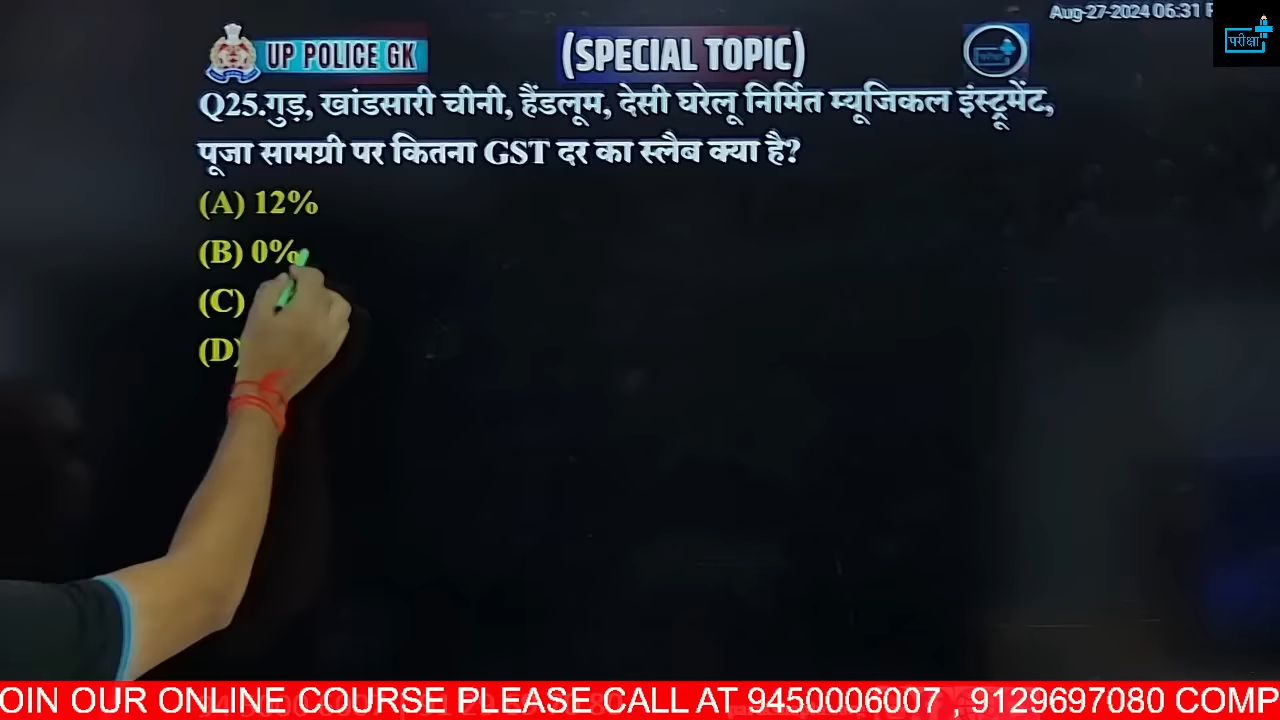 Aug-27-2024 06:31
परीक्षा
UP POLICE GK
(SPECIAL TOPIC)
परीक्षा
Q25.गुड़, खांडसारी चीनी, हैंडलूम, देसी घरेलू निर्मित म्यूजिकल इंस्ट्रूमेंट,
पूजा सामग्री पर कितना GST दर का स्लैब क्या है?
(A) 12%
(B) 0%
(C)
(D)
OIN OUR ONLINE COURSE PLEASE CALL AT 9450006007 , 9129697080 COMP